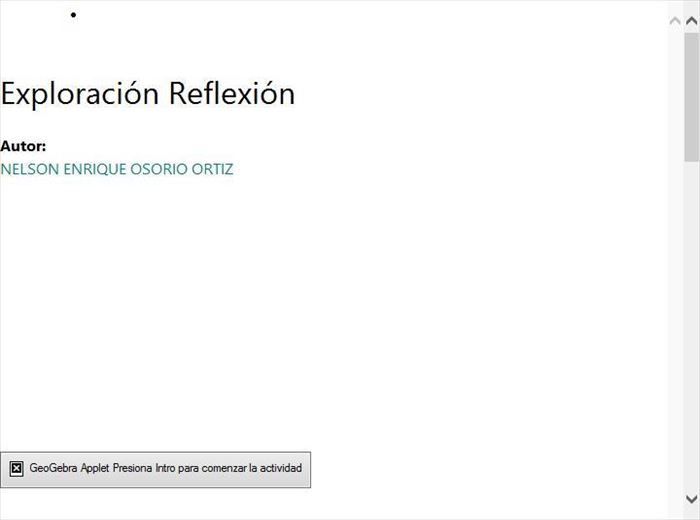 Exploración Reflexión
Autor:
NELSON ENRIQUE OSORIO ORTIZ
GeoGebra Applet Presiona Intro para comenzar la actividad